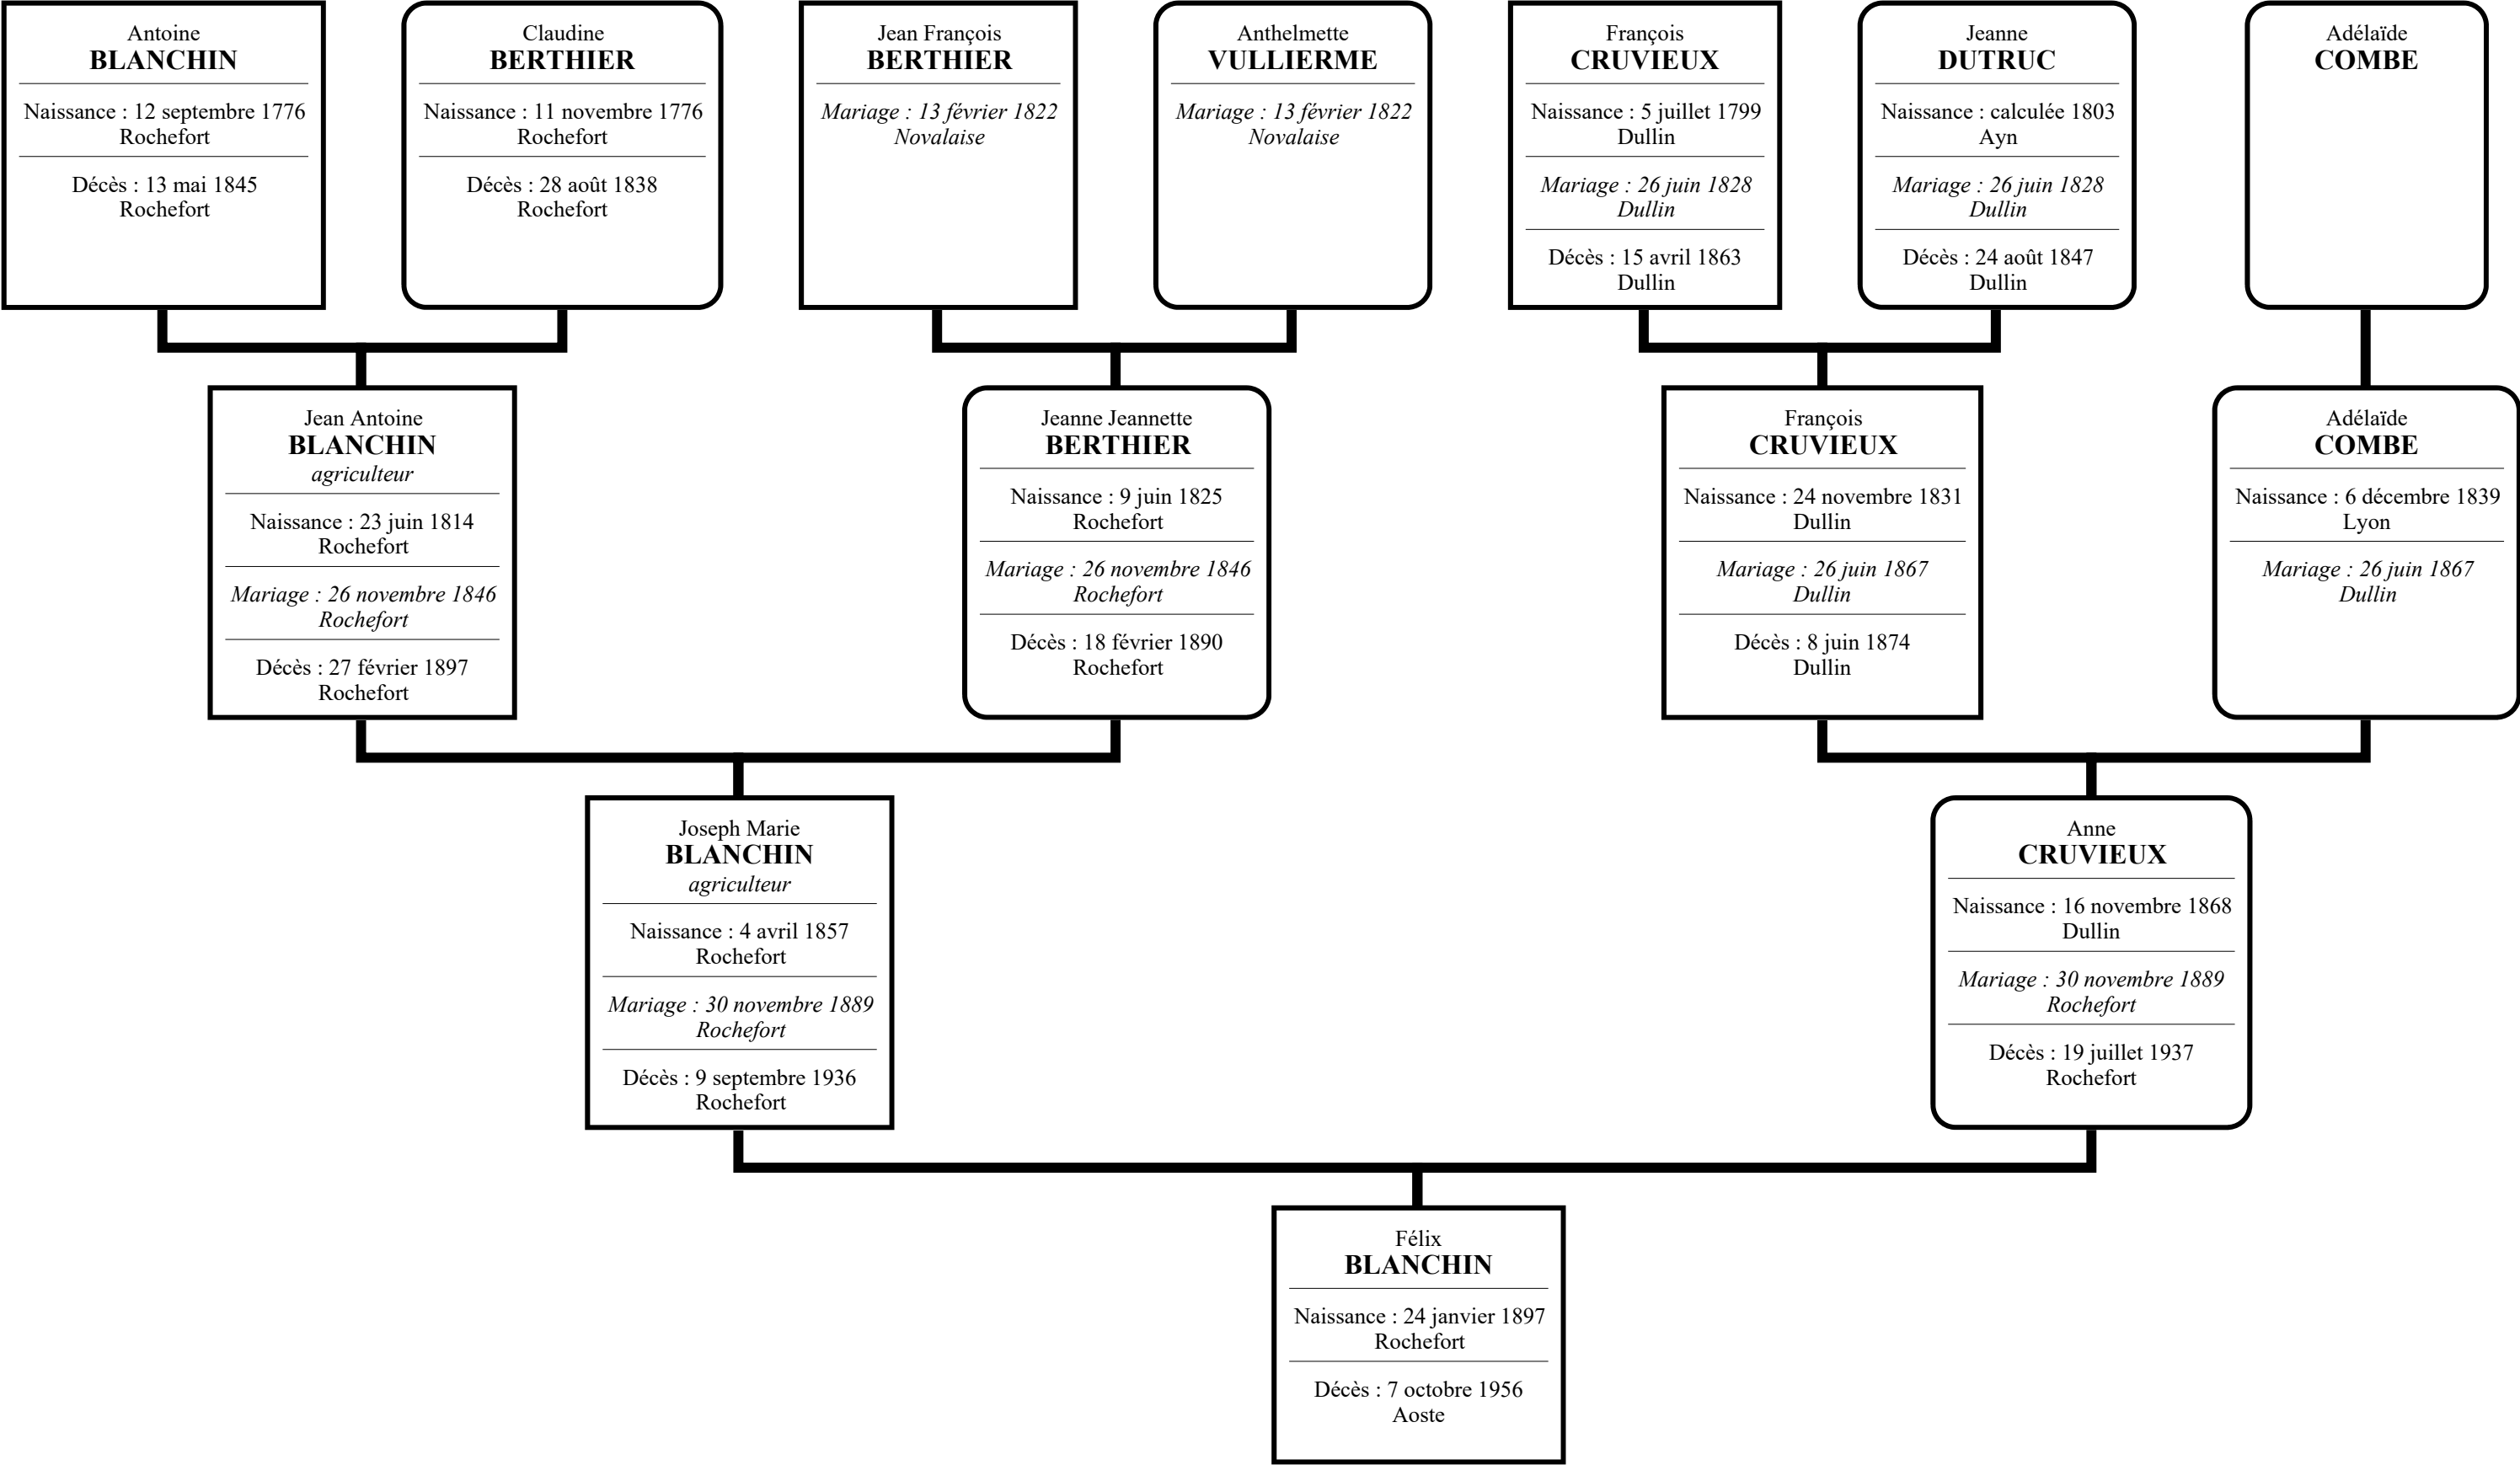 Antoine
BLANCHIN
Naissance : 12 septembre 1776
Rochefort
Décès : 13 mai 1845
Rochefort
Claudine
BERTHIER
Naissance : 11 novembre 1776
Rochefort
Décès : 28 août 1838
Rochefort
Jean François
BERTHIER
Mariage : 13 février 1822
Novalaise
Anthelmette
VULLIERME
Mariage : 13 février 1822
Novalaise
François
CRUVIEUX
Naissance : 5 juillet 1799
Dullin
Mariage : 26 juin 1828
Dullin
Décès : 15 avril 1863
Dullin
Jeanne
DUTRUC
Naissance : calculée 1803
Ayn
Mariage : 26 juin 1828
Dullin
Décès : 24 août 1847
Dullin
Adélaïde
COMBE
Jean Antoine
BLANCHIN
agriculteur
Naissance : 23 juin 1814
Rochefort
Mariage : 26 novembre 1846
Rochefort
Décès : 27 février 1897
Rochefort
Jeanne Jeannette
BERTHIER
Naissance : 9 juin 1825
Rochefort
Mariage : 26 novembre 1846
Rochefort
Décès : 18 février 1890
Rochefort
François
CRUVIEUX
Naissance : 24 novembre 1831
Dullin
Mariage : 26 juin 1867
Dullin
Décès : 8 juin 1874
Dullin
Adélaïde
COMBE
Naissance : 6 décembre 1839
Lyon
Mariage : 26 juin 1867
Dullin
Joseph Marie
BLANCHIN
agriculteur
Naissance : 4 avril 1857
Rochefort
Mariage : 30 novembre 1889
Rochefort
Décès : 9 septembre 1936
Rochefort
Anne
CRUVIEUX
Naissance : 16 novembre 1868
Dullin
Mariage : 30 novembre 1889
Rochefort
Décès : 19 juillet 1937
Rochefort
Félix
BLANCHIN
Naissance : 24 janvier 1897
Rochefort
Décès : 7 octobre 1956
Aoste